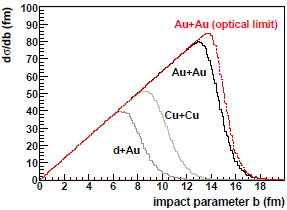 dσ/db (fm)
100
90
80
70
60
50
40
30
20
10
0
Au+Au (optical limit)
Au+Au
Cu+Cu
d+Au
0 2 4 6 8 10 12 14 16 18
impact parameter b (fm)